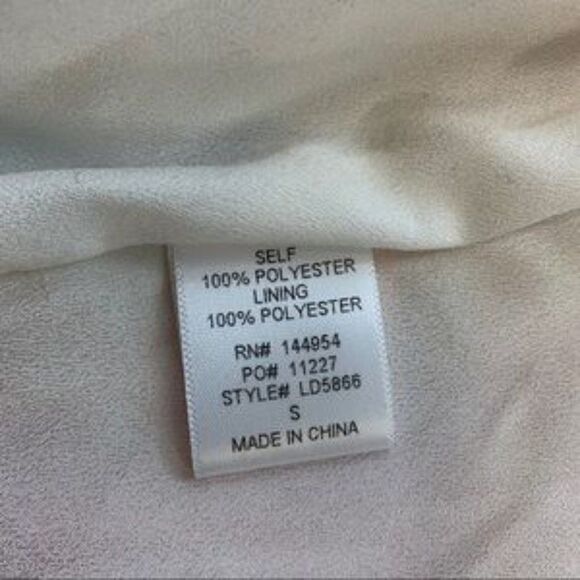 SELF
100% POLYESTER
LINING
100% POLYESTER
RN# 144954
PO# 11227
STYLE# LD5866
S
MADE IN CHINA